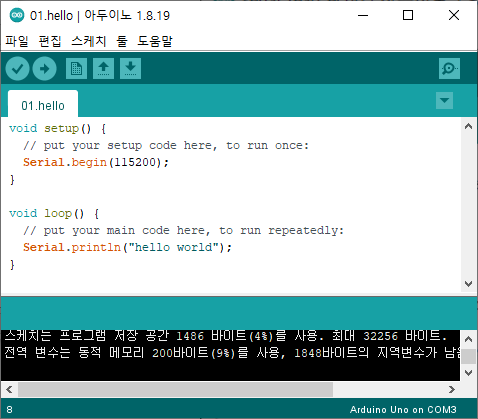 01.hello | 아두이노 1.8.19
파일 편집 스케치 툴 도움말
01.hello
void setup() {
  // put your setup code here, to run once:
  Serial.begin(115200);
}
void loop() {
  // put your main code here, to run repeatedly:
  Serial.println("hello world");
}
스케치는 프로그램 저장 공간 1486 바이트(4%)를 사용. 최대 32256 바이트.
전역 변수는 동적 메모리 200바이트(9%)를 사용, 1848바이트의 지역변수가
8
Arduino Uno on COM3